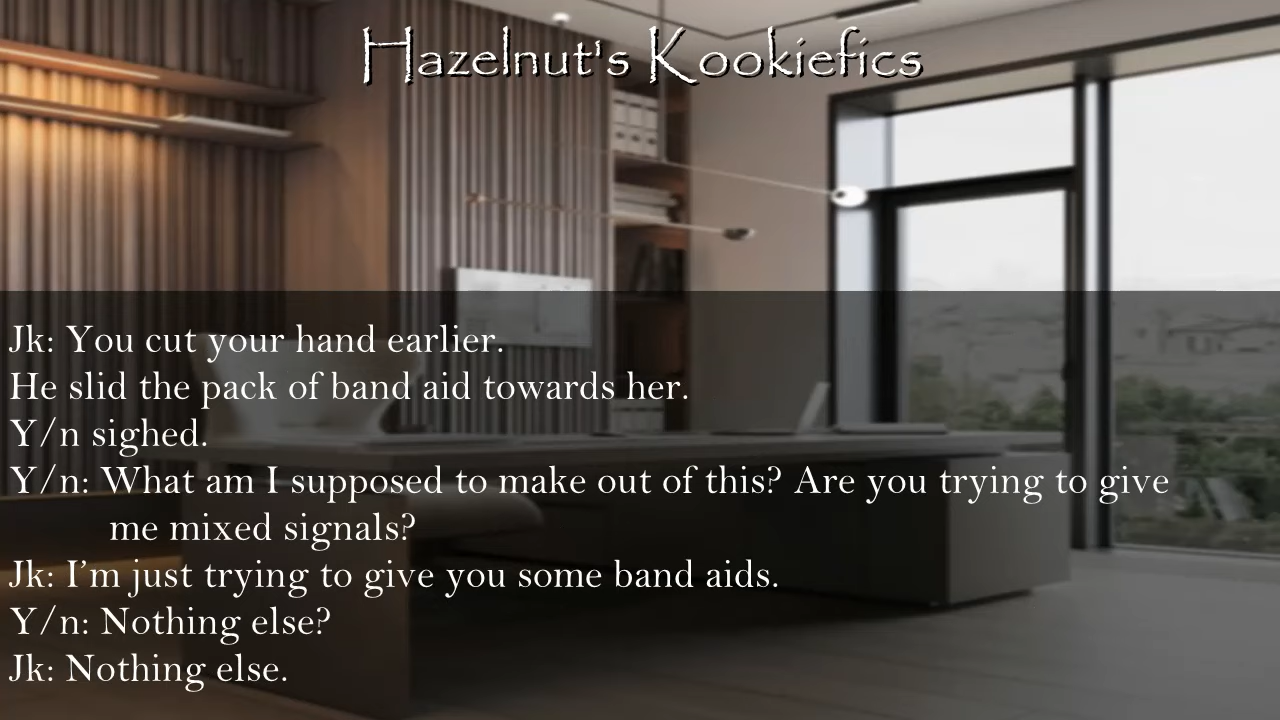 Hazelnut's Kookiefics
Jk: You cut your hand earlier.
He slid the pack of band aid towards her.
Y/n sighed.
Y/n: What am I supposed to make out of this? Are you trying to give
me mixed signals?
Jk: I’m just trying to give you some band aids.
Y/n: Nothing else?
Jk: Nothing else.